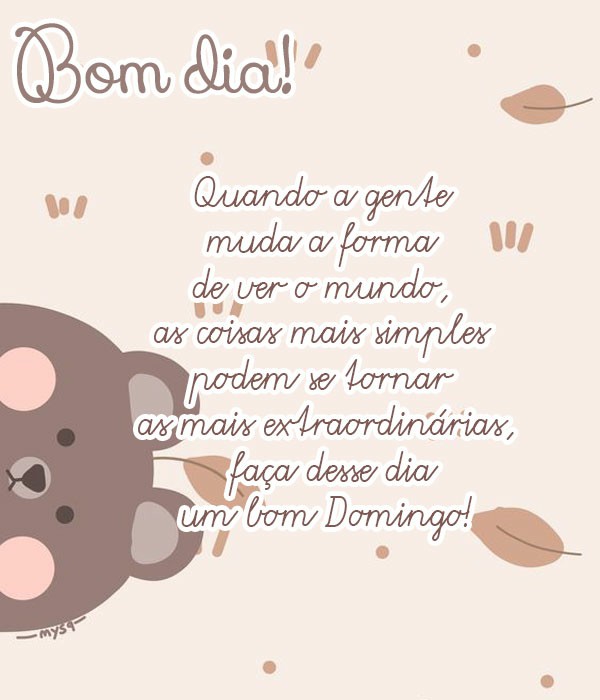 Bom dia!
Quando a gente
muda a forma
de ver o mundo,
as coisas mais simples
podem se tornar
as mais extraordinárias,
faça desse dia
um bom Domingo!
mysa